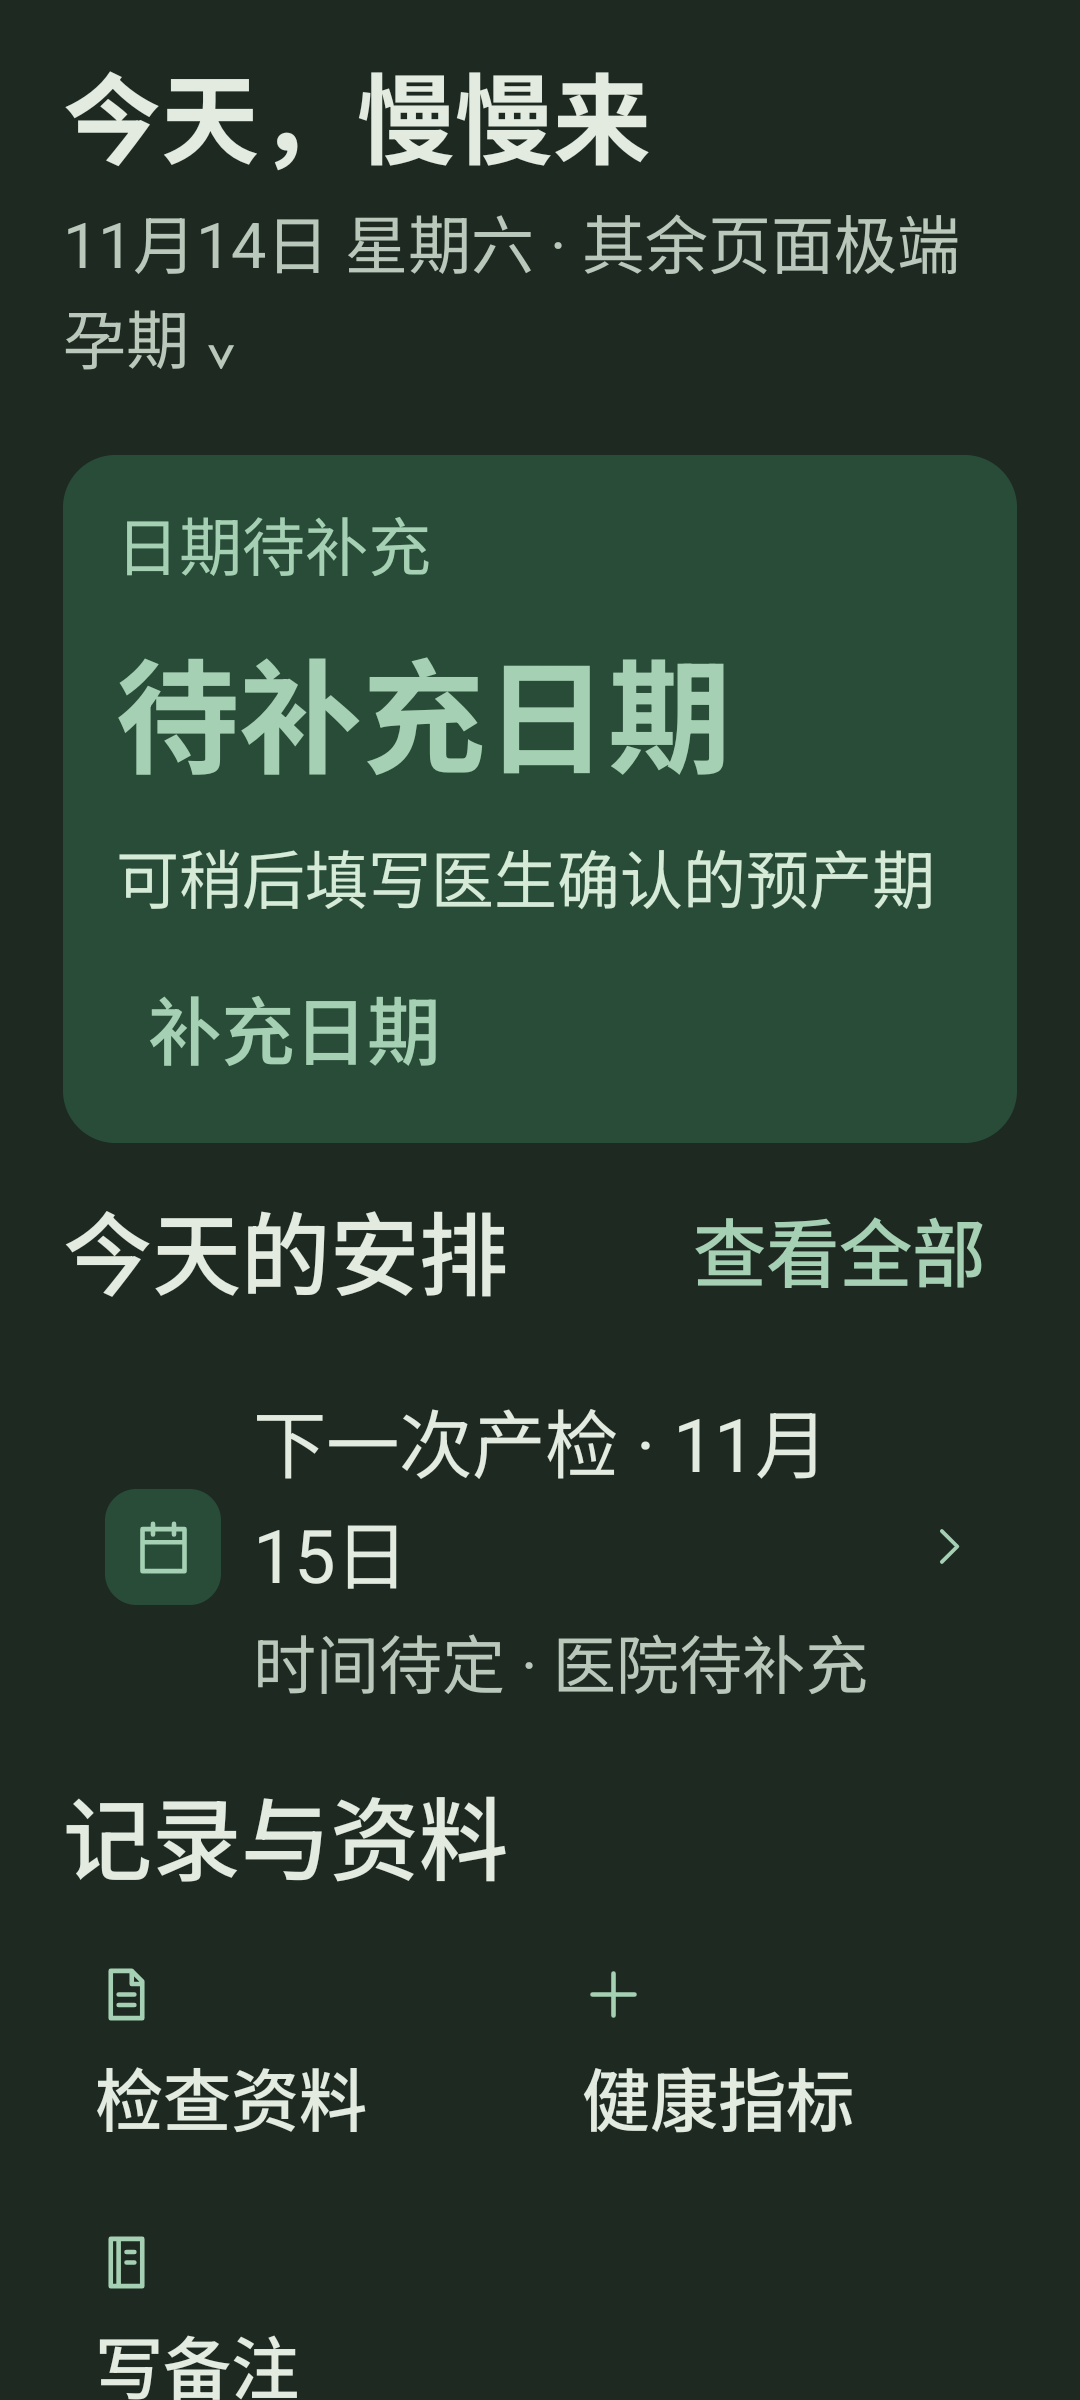 今天，慢慢来
11月14日 星期六 · 其余页面极端
孕期
日期待补充
待补充日期
可稍后填写医生确认的预产期
补充日期
今天的安排
查看全部
下一次产检 · 11月
15日
时间待定 · 医院待补充
记录与资料
检查资料
健康指标
写备注